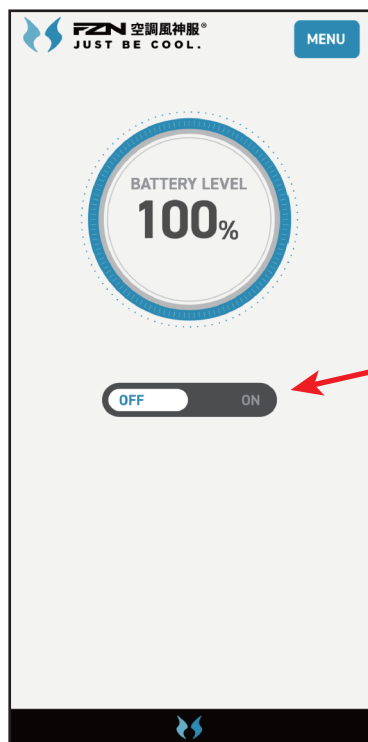 FZN 空調風神服®
JUST BE COOL.
MENU
BATTERY LEVEL
100%
OFF ON